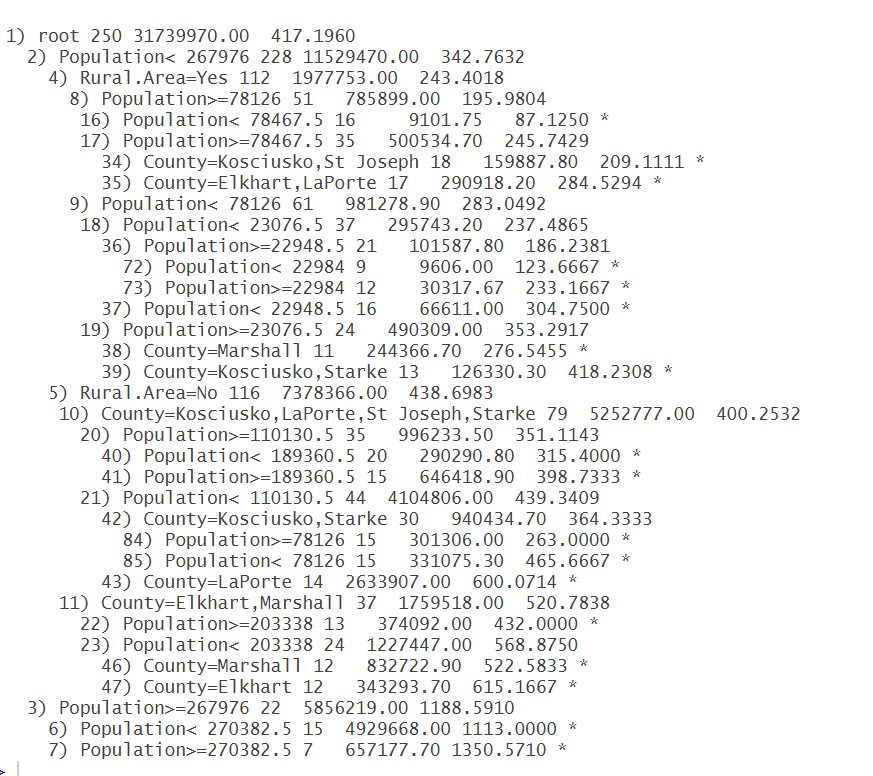 1) root 250 31739970.00 417.1960
2) Population< 267976 228 11529470.00 342.7632
4) Rural.Area=Yes 112 1977753.00 243.4018
8) Population>=78126 51 785899.00 195.9804
16) Population< 78467.5 16 9101.75 87.1250 *
17) Population>=78467.5 35 500534.70 245.7429
34) County=Kosciusko,St Joseph 18 159887.80 209.1111 *
35) County=Elkhart,LaPorte 17 290918.20 284.5294 *
9) Population< 78126 61 981278.90 283.0492
18) Population< 23076.5 37 295743.20 237.4865
36) Population>=22948.5 21 101587.80 186.2381
72) Population< 22984 9 9606.00 123.6667 *
73) Population>=22984 12 30317.67 233.1667 *
37) Population< 22948.5 16 66611.00 304.7500 *
19) Population>=23076.5 24 490309.00 353.2917
38) County=Marshall 11 244366.70 276.5455 *
39) County=Kosciusko,Starke 13 126330.30 418.2308 *
5) Rural.Area=No 116 7378366.00 438.6983
10) County=Kosciusko,LaPorte,St Joseph,Starke 79 5252777.00 400.2532
20) Population>=110130.5 35 996233.50 351.1143
40) Population< 189360.5 20 290290.80 315.4000 *
41) Population>=189360.5 15 646418.90 398.7333 *
21) Population< 110130.5 44 4104806.00 439.3409
42) County=Kosciusko,Starke 30 940434.70 364.3333
84) Population>=78126 15 301306.00 263.0000 *
85) Population< 78126 15 331075.30 465.6667 *
43) County=LaPorte 14 2633907.00 600.0714 *
11) County=Elkhart,Marshall 37 1759518.00 520.7838
22) Population>=203338 13 374092.00 432.0000 *
23) Population< 203338 24 1227447.00 568.8750
46) County=Marshall 12 832722.90 522.5833 *
47) County=Elkhart 12 343293.70 615.1667 *
3) Population>=267976 22 5856219.00 1188.5910
6) Population< 270382.5 15 4929668.00 1113.0000 *
7) Population>=270382.5 7 657177.70 1350.5710 *
>